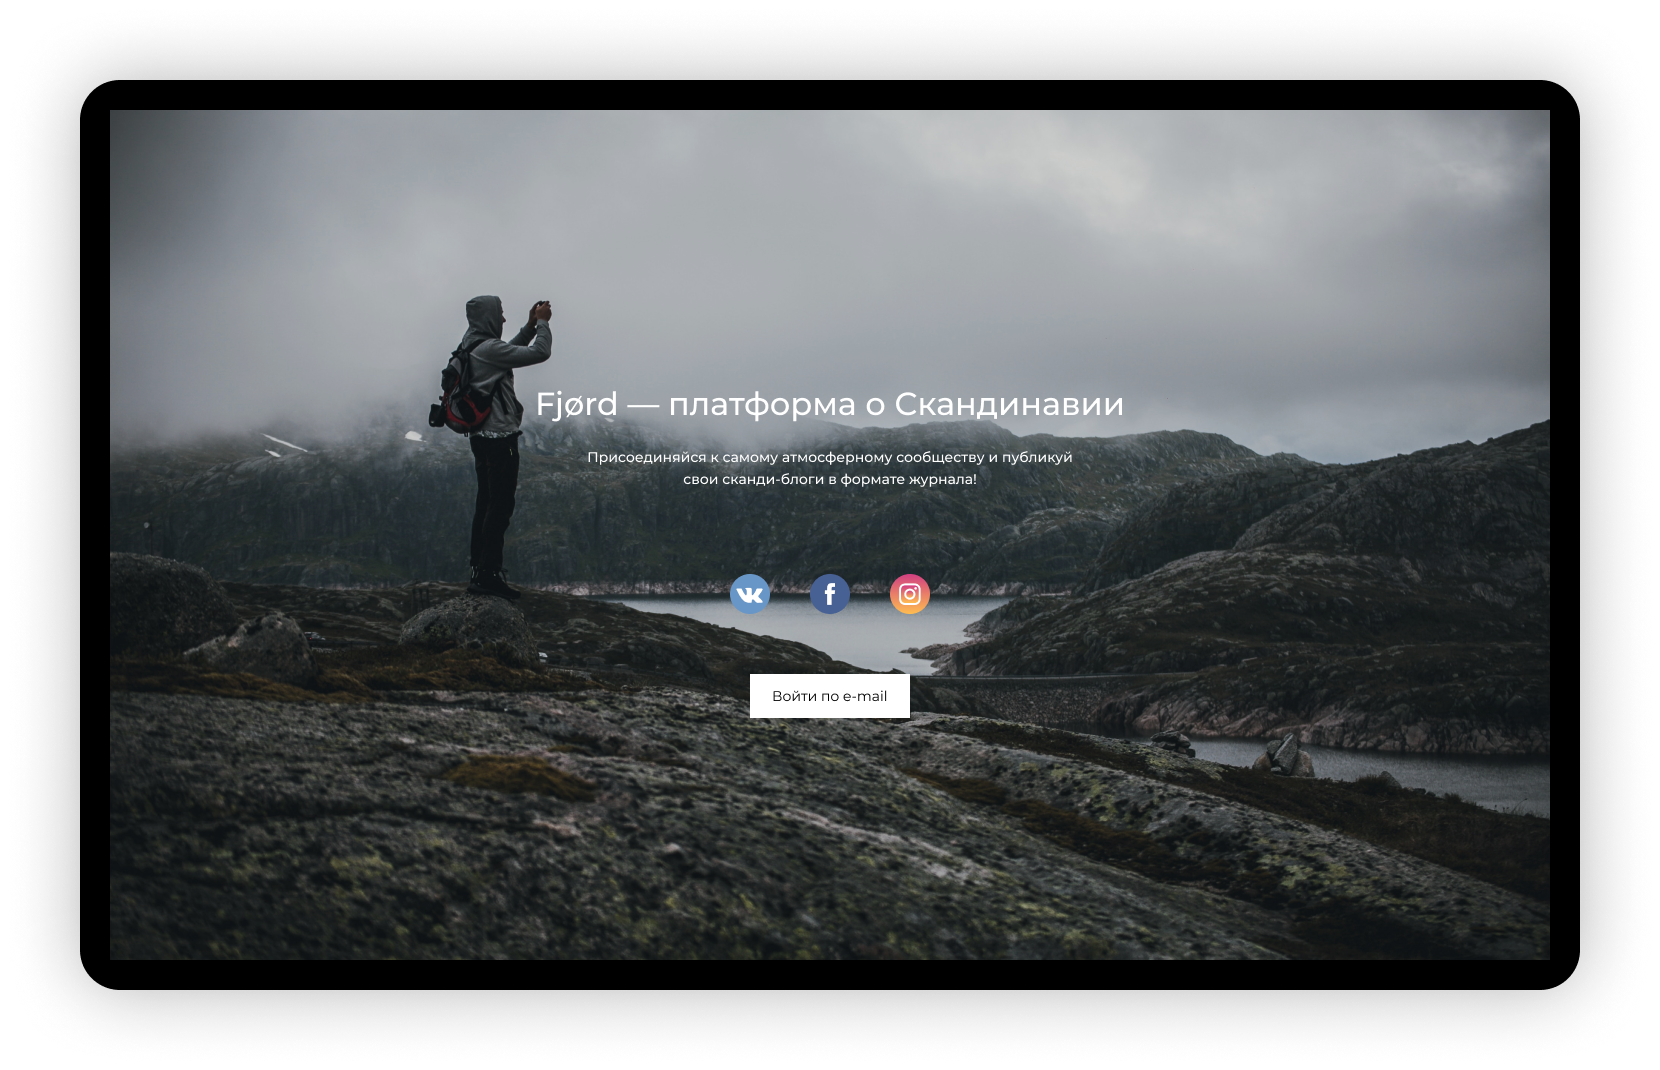 Fjørd — платформа о Скандинавии
Присоединяйся к самому атмосферному сообществу и публикуй
свои сканди-блоги в формате журнала!
Войти по e-mail